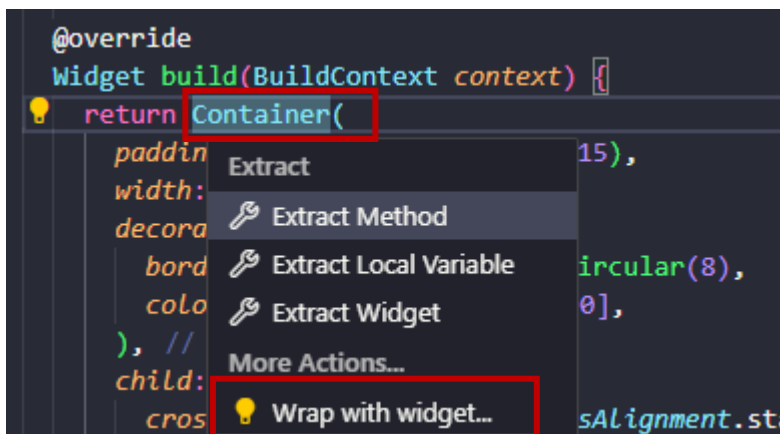 @override
Widget build(BuildContext context) {
return Container(
paddin 15),
Extract
width:
Extract Method
decora
bord Extract Local Variable ircular(8),
colo Extract Widget 0],
), //
More Actions...
child:
cros Wrap with widget... sAlignment.st